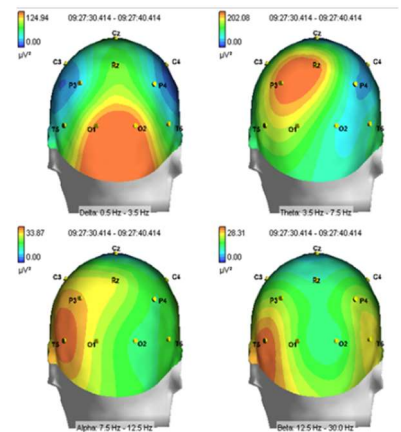 124.94
09:27:30.414 - 09:27:40.414
0.00
µV²
Cz
C3
C4
Pz
P3
P4
T5
O1
O2
T6
Delta: 0.5 Hz - 3.5 Hz
202.08
09:27:30.414 - 09:27:40.414
0.00
µV²
Cz
C3
C4
Pz
P3
P4
T5
O1
O2
T6
Theta: 3.5 Hz - 7.5 Hz
33.87
09:27:30.414 - 09:27:40.414
0.00
µV²
Cz
C3
C4
Pz
P3
P4
T5
O1
O2
T6
Alpha: 7.5 Hz - 12.5 Hz
28.31
09:27:30.414 - 09:27:40.414
0.00
µV²
Cz
C3
C4
Pz
P3
P4
T5
O1
O2
T6
Beta: 12.5 Hz - 30.0 Hz